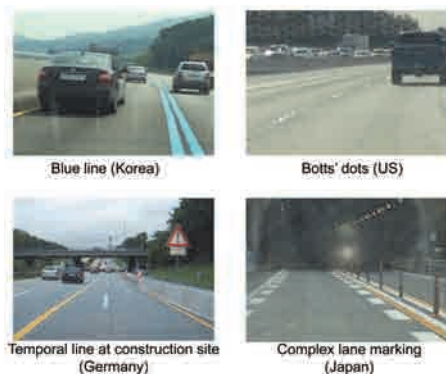 Blue line (Korea)
Botts' dots (US)
Temporal line at construction site
(Germany)
Complex lane marking
(Japan)